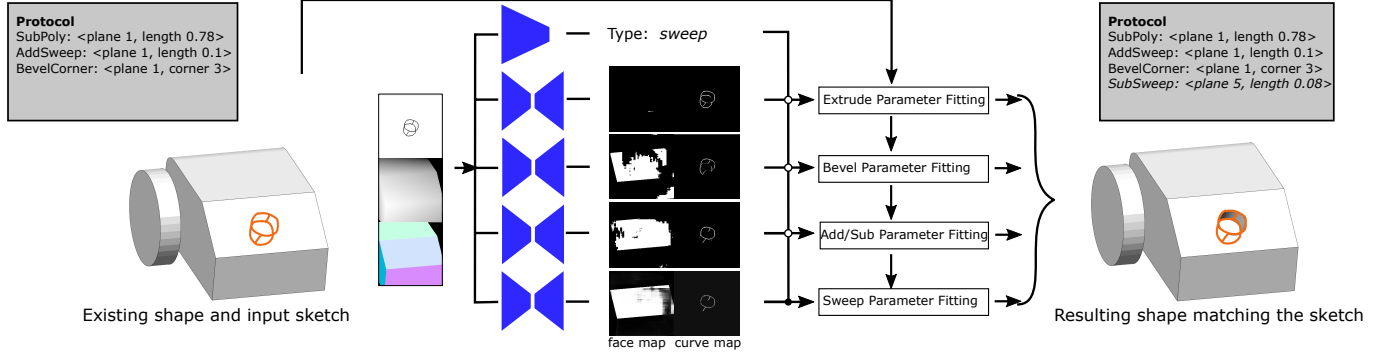 Protocol
SubPoly: <plane 1, length 0.78>
AddSweep: <plane 1, length 0.1>
BevelCorner: <plane 1, corner 3>
Existing shape and input sketch
Type: sweep
face map curve map
Extrude Parameter Fitting
Bevel Parameter Fitting
Add/Sub Parameter Fitting
Sweep Parameter Fitting
Protocol
SubPoly: <plane 1, length 0.78>
AddSweep: <plane 1, length 0.1>
BevelCorner: <plane 1, corner 3>
SubSweep: <plane 5, length 0.08>
Resulting shape matching the sketch